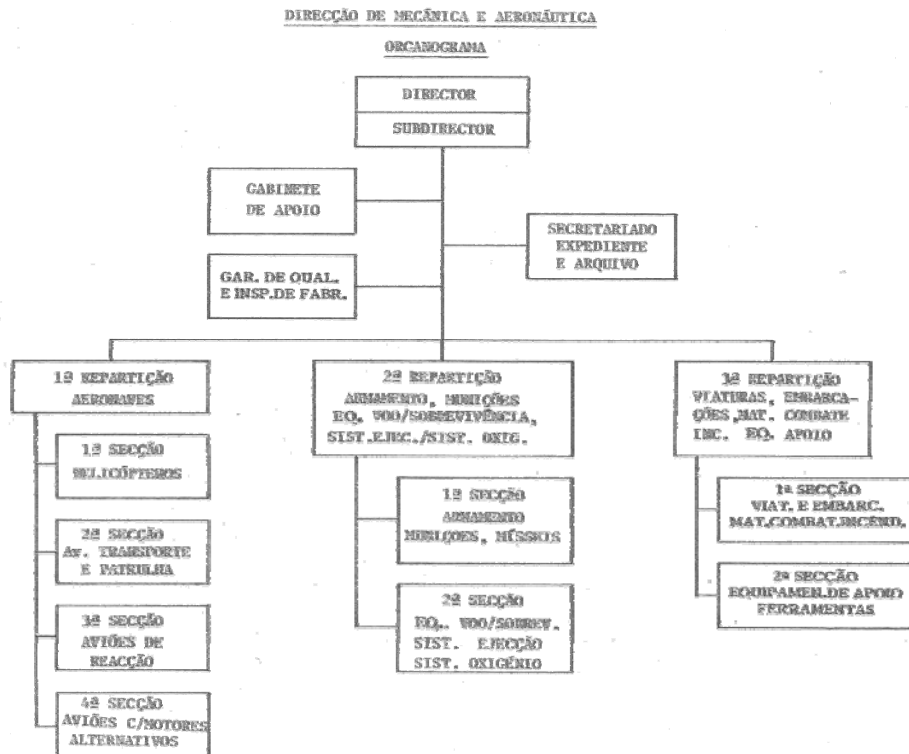 DIRECÇÃO DE MECÂNICA E AERONÁUTICA
ORGANOGRAMA
DIRECTOR
SUBDIRECTOR
GABINETE
DE APOIO
SECRETARIADO
EXPEDIENTE
E ARQUIVO
GAR. DE QUAL.
E INSP.DE FABR.
1ª REPARTIÇÃO
AERONAVES
1ª SECÇÃO
HELICÓPTEROS
2ª SECÇÃO
Av. TRANSPORTE
E PATRULHA
3ª SECÇÃO
AVIÕES DE
REACÇÃO
4ª SECÇÃO
AVIÕES C/MOTORES
ALTERNATIVOS
2ª REPARTIÇÃO
ARMAMENTO, MUNIÇÕES
EQ. VOO/SOBREVIVÊNCIA,
SIST.EJEC./SIST. OXIG.
1ª SECÇÃO
ARMAMENTO
MUNIÇOES, MÍSSEIS
2ª SECÇÃO
EQ.. VOO/SOBREV.
SIST. EJECÇÃO
SIST. OXIGÉNIO
3ª REPARTIÇÃO
VIATURAS, EMBARCA-
ÇÕES,MAT. COMBATE
INC. EQ. APOIO
1ª SECÇÃO
VIAT. E EMBARC.
MAT.COMBAT.INCÊND.
2ª SECÇÃO
EQUIPAMEN.DE APOIO
FERRAMENTAS